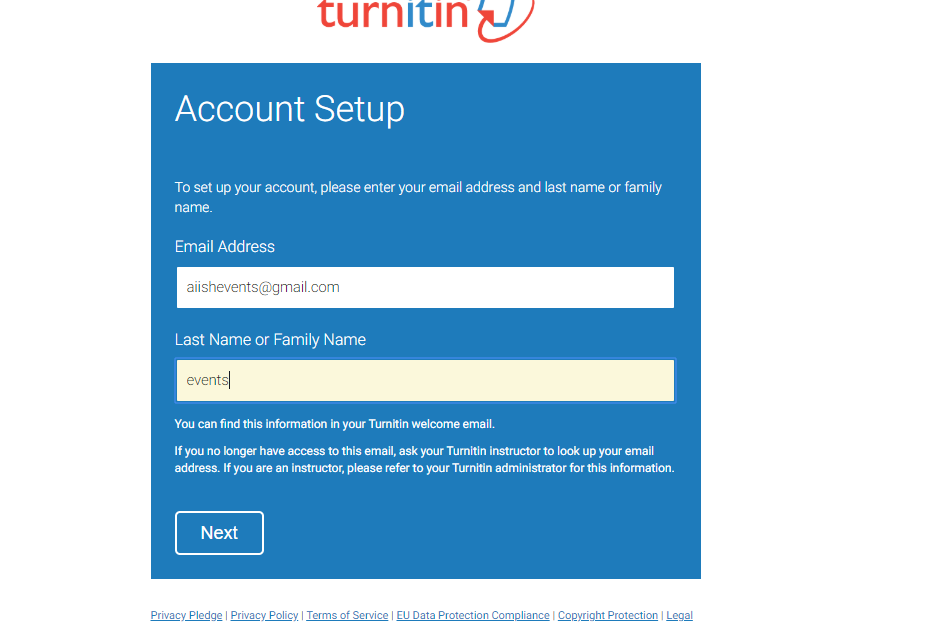 turnitin
Account Setup
To set up your account, please enter your email address and last name or family
name.
Email Address
aiishevents@gmail.com
Last Name or Family Name
events
You can find this information in your Turnitin welcome email.
If you no longer have access to this email, ask your Turnitin instructor to look up your email
address. If you are an instructor, please refer to your Turnitin administrator for this information.
Next
Privacy Pledge | Privacy Policy | Terms of Service | EU Data Protection Compliance | Copyright Protection | Legal